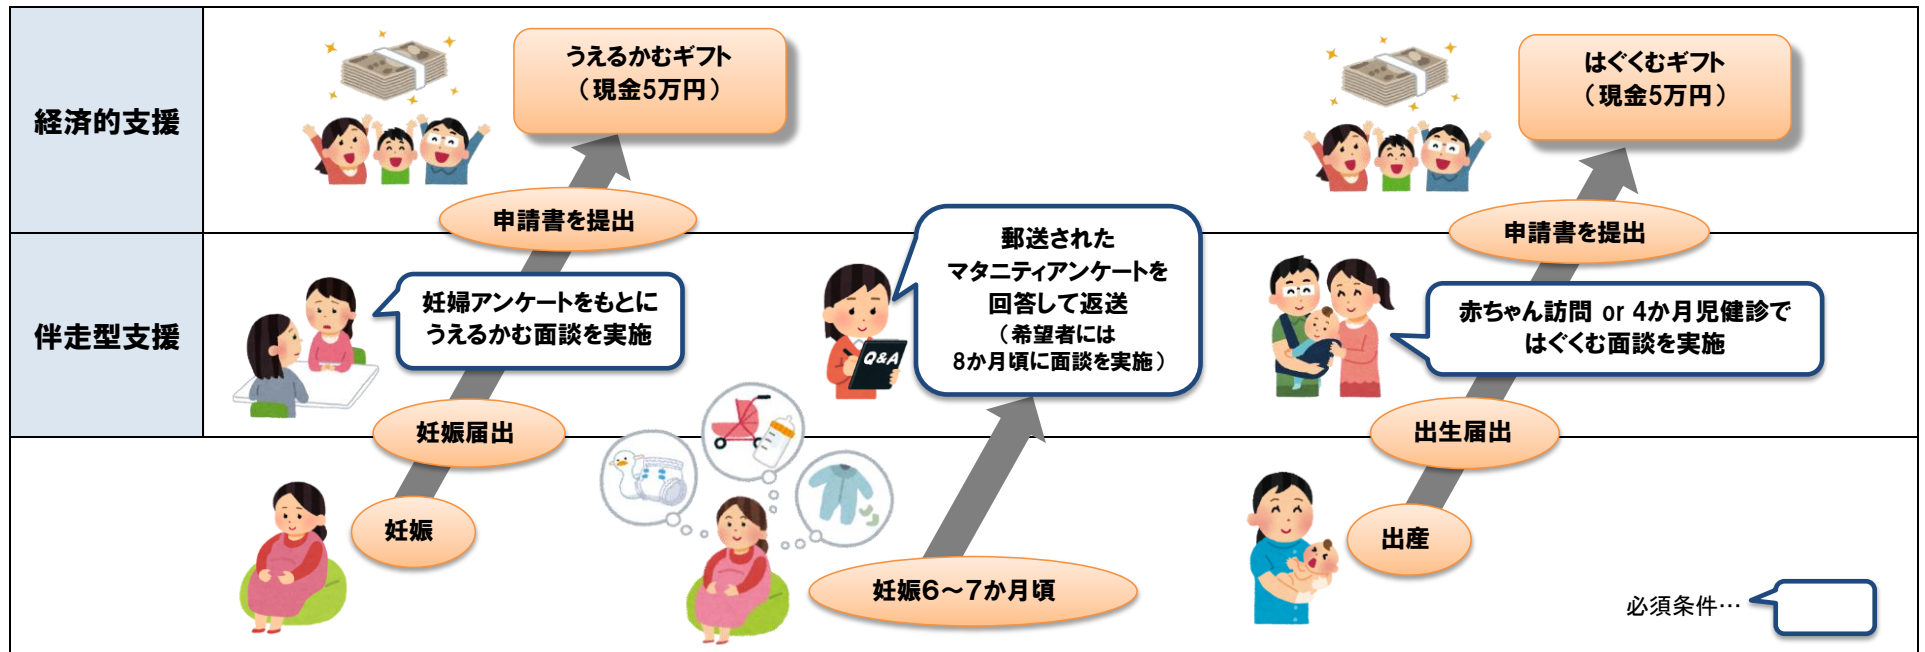 経済的支援
うえるかむギフト
（現金5万円）
はぐくむギフト
（現金5万円）
申請書を提出
申請書を提出
伴走型支援
妊婦アンケートをもとに
うえるかむ面談を実施
郵送された
マタニティアンケートを
回答して返送
（希望者には
8か月頃に面談を実施）
Q&A
赤ちゃん訪問 or 4か月児健診で
はぐくむ面談を実施
妊娠届出
出生届出
妊娠
妊娠６～７か月頃
出産
必須条件…